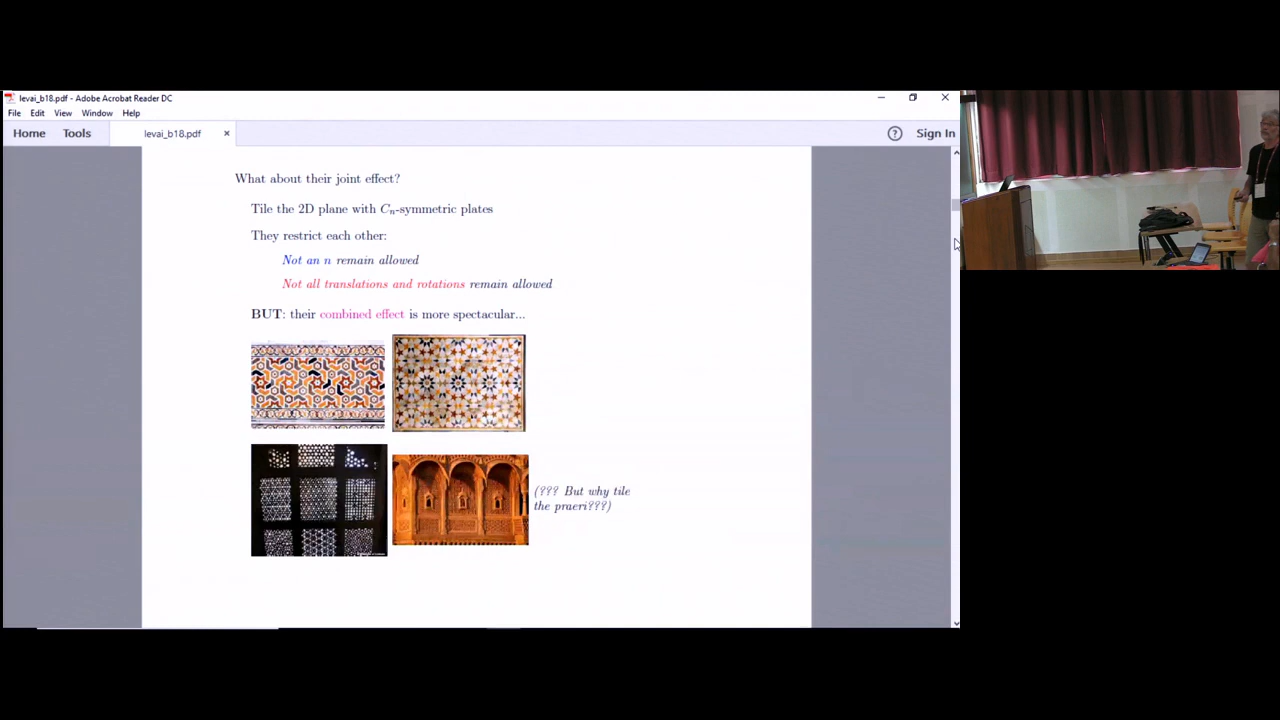 levai_b18.pdf - Adobe Acrobat Reader DC
File Edit View Window Help
Home Tools levai_b18.pdf × ? Sign In
What about their joint effect?
Tile the 2D plane with Cn-symmetric plates
They restrict each other:
Not an n remain allowed
Not all translations and rotations remain allowed
BUT: their combined effect is more spectacular...
(??? But why tile
the praeri???)